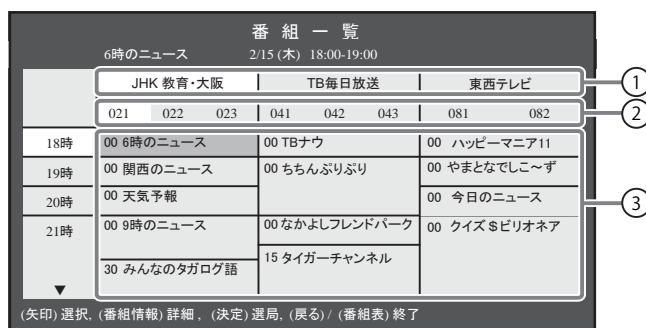 番 組 一 覧
6時のニュース 2/15 (木) 18:00-19:00
JHK 教育・大阪 TB毎日放送 東西テレビ ①
021 022 023 041 042 043 081 082 ②
18時 00 6時のニュース 00 TBナウ 00 ハッピーマニア11
19時 00 関西のニュース 00 ちちんぷりぷり 00 やまとなでしこ～ず
20時 00 天気予報 00 今日のニュース ③
21時 00 9時のニュース 00 なかよしフレンドパーク 00 クイズ＄ビリオネア
15 タイガーチャンネル
30 みんなのタガログ語
▼
(矢印) 選択, (番組情報) 詳細 , (決定) 選局, (戻る) / (番組表) 終了